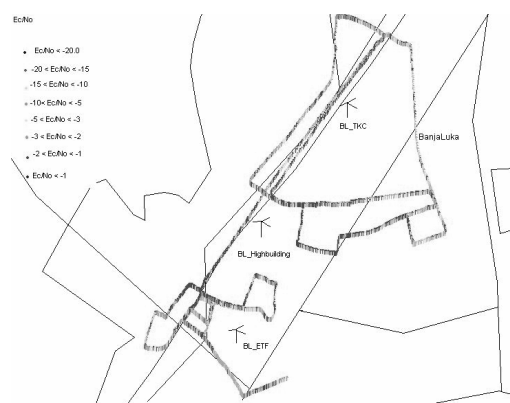 Ec/No
Ec/No < -20.0
-20 < Ec/No < -15
-15 < Ec/No < -10
-10< Ec/No < -5
-5 < Ec/No < -3
-3 < Ec/No < -2
-2 < Ec/No < -1
Ec/No < -1
BL_TKC
BanjaLuka
BL_Highbuilding
BL_ETF